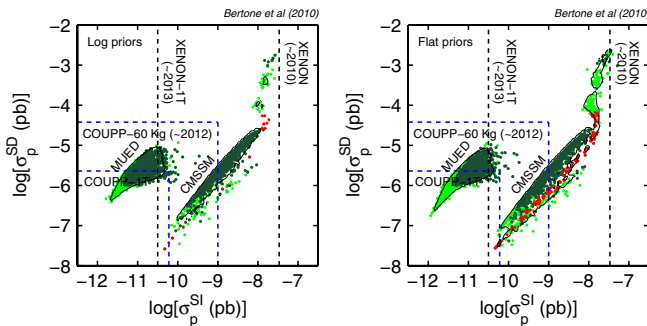 Bertone et al (2010)
Log priors
XENON-1T
(~2013)
XENON
(~2010)
COUPP-60 Kg (~2012)
MUED
COUPP-1T
CMSSM
-2
-3
-4
-5
-6
-7
-8
-12 -11 -10 -9 -8 -7
log[σ_p^SD (pb)]
log[σ_p^SI (pb)]
Bertone et al (2010)
Flat priors
XENON-1T
(~2013)
XENON
(~2010)
COUPP-60 Kg (~2012)
MUED
COUPP-1T
CMSSM
-2
-3
-4
-5
-6
-7
-8
-12 -11 -10 -9 -8 -7
log[σ_p^SD (pb)]
log[σ_p^SI (pb)]